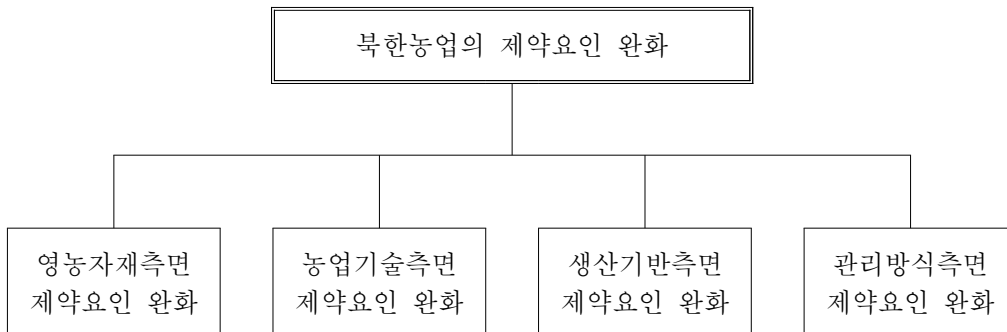 북한농업의 제약요인 완화
영농자재측면
제약요인 완화
농업기술측면
제약요인 완화
생산기반측면
제약요인 완화
관리방식측면
제약요인 완화